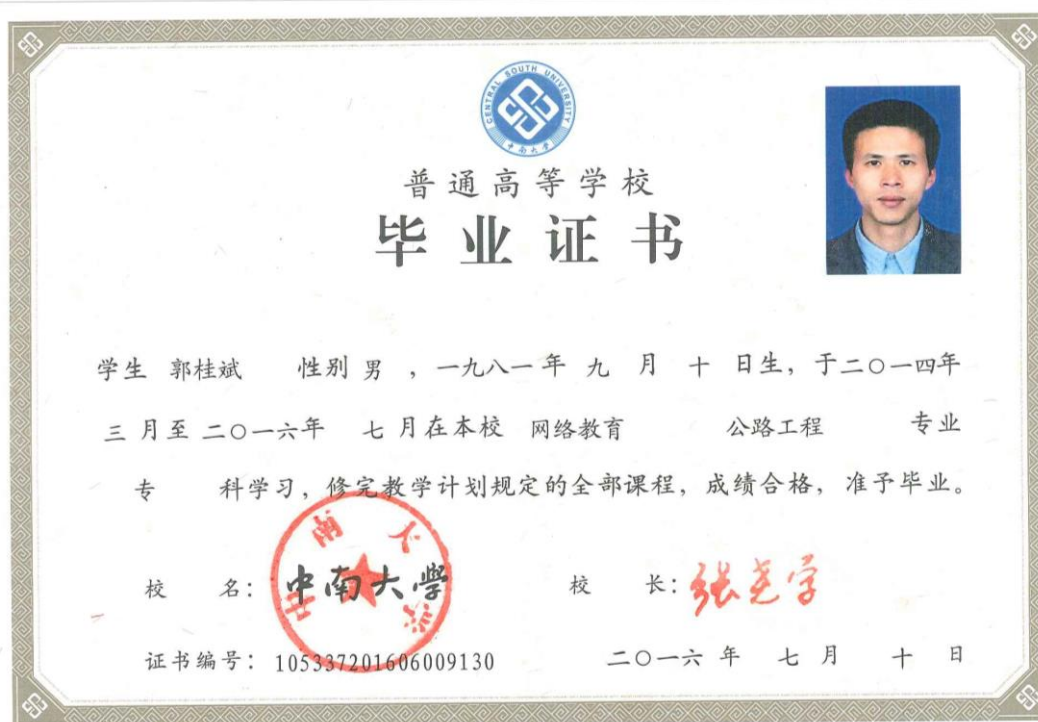 CENTRAL SOUTH UNIVERSITY
中南大学
普通高等学校
毕业证书
学生 郭桂斌 性别 男 ，一九八一年 九 月 十 日生，于二〇一四年
三 月至 二〇一六年 七 月在本校 网络教育 公路工程 专业
专 科学习，修完教学计划规定的全部课程，成绩合格，准予毕业。
校 名：中南大学 校 长：张尧学
中南大学
证书编号：105337201606009130 二〇一六 年 七 月 十 日